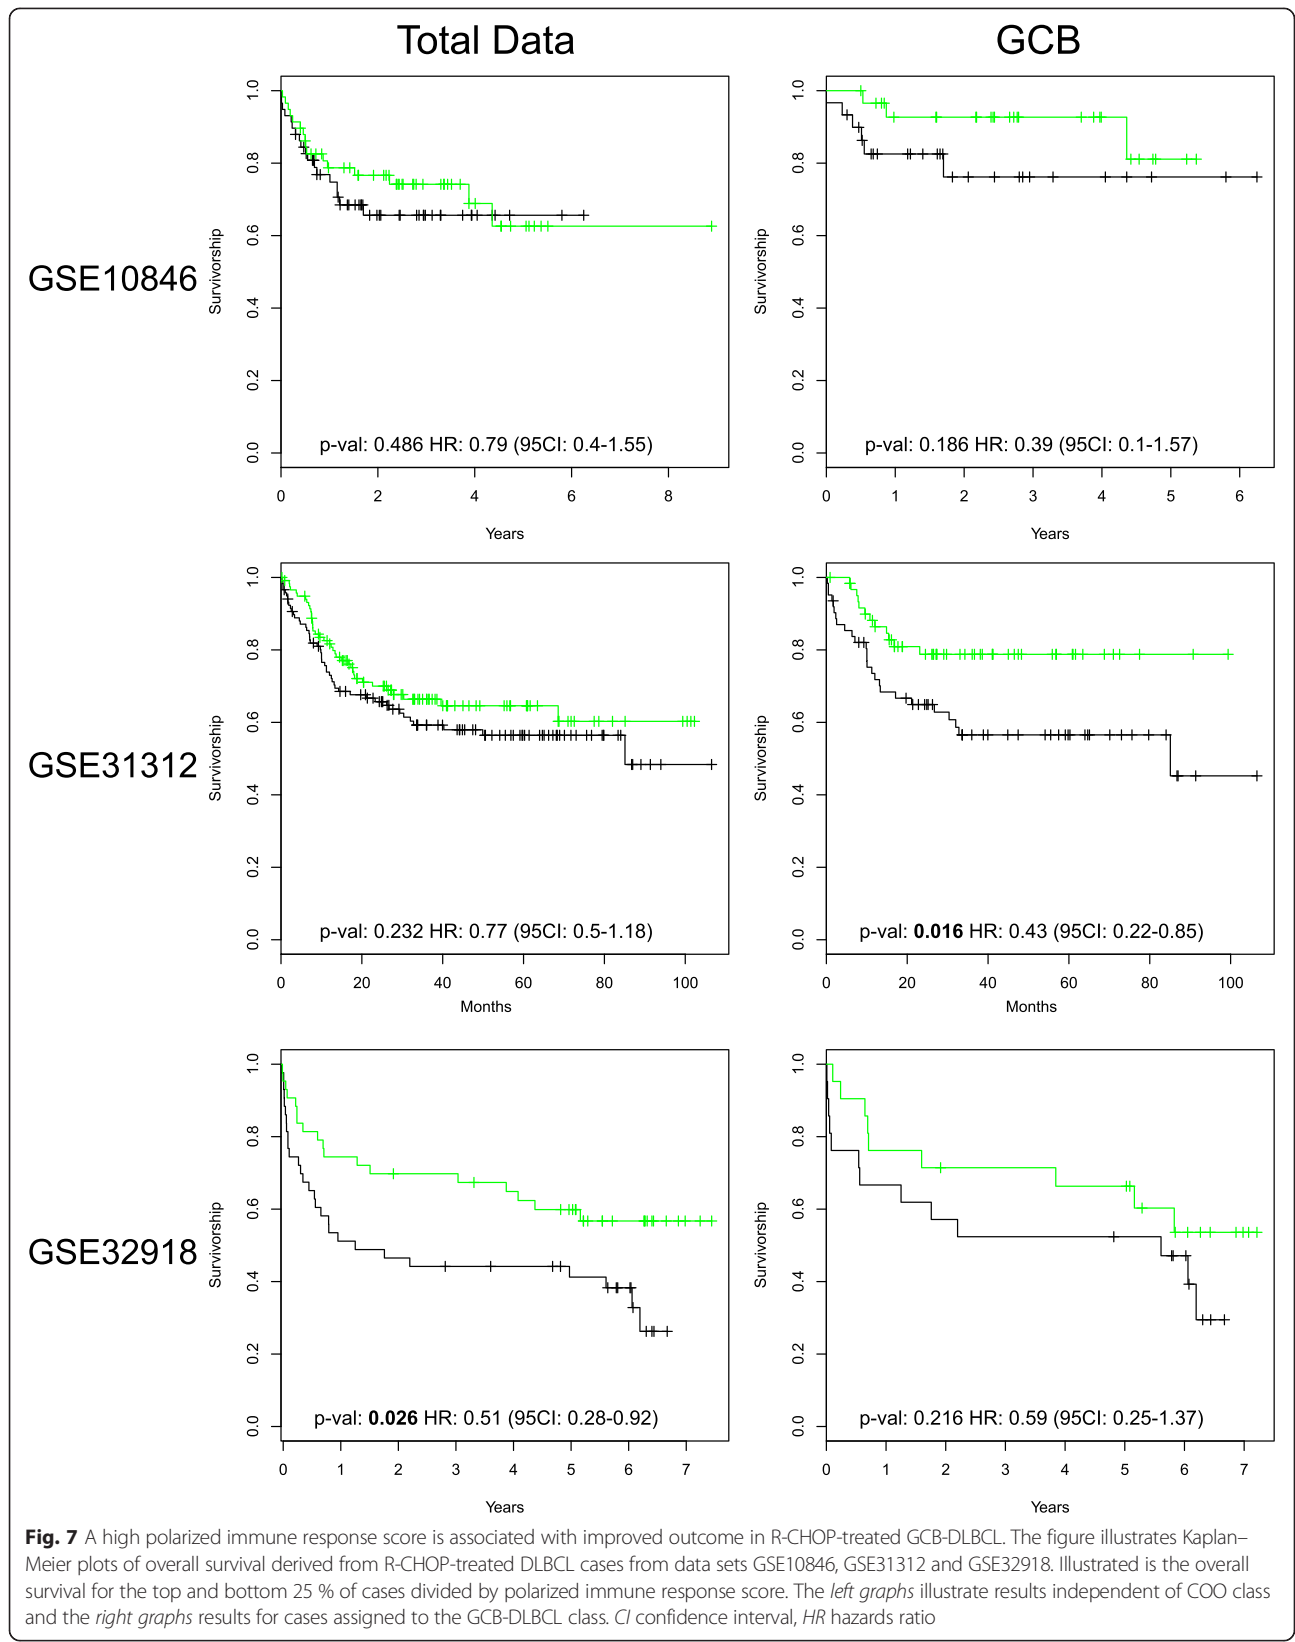 Total Data
GCB
GSE10846
Survivorship
0.0 0.2 0.4 0.6 0.8 1.0
p-val: 0.486 HR: 0.79 (95CI: 0.4-1.55)
0 2 4 6 8
Years
Survivorship
0.0 0.2 0.4 0.6 0.8 1.0
p-val: 0.186 HR: 0.39 (95CI: 0.1-1.57)
0 1 2 3 4 5 6
Years
GSE31312
Survivorship
0.0 0.2 0.4 0.6 0.8 1.0
p-val: 0.232 HR: 0.77 (95CI: 0.5-1.18)
0 20 40 60 80 100
Months
Survivorship
0.0 0.2 0.4 0.6 0.8 1.0
p-val: 0.016 HR: 0.43 (95CI: 0.22-0.85)
0 20 40 60 80 100
Months
GSE32918
Survivorship
0.0 0.2 0.4 0.6 0.8 1.0
p-val: 0.026 HR: 0.51 (95CI: 0.28-0.92)
0 1 2 3 4 5 6 7
Years
Survivorship
0.0 0.2 0.4 0.6 0.8 1.0
p-val: 0.216 HR: 0.59 (95CI: 0.25-1.37)
0 1 2 3 4 5 6 7
Years
Fig. 7 A high polarized immune response score is associated with improved outcome in R-CHOP-treated GCB-DLBCL. The figure illustrates Kaplan–
Meier plots of overall survival derived from R-CHOP-treated DLBCL cases from data sets GSE10846, GSE31312 and GSE32918. Illustrated is the overall
survival for the top and bottom 25 % of cases divided by polarized immune response score. The left graphs illustrate results independent of COO class
and the right graphs results for cases assigned to the GCB-DLBCL class. CI confidence interval, HR hazards ratio